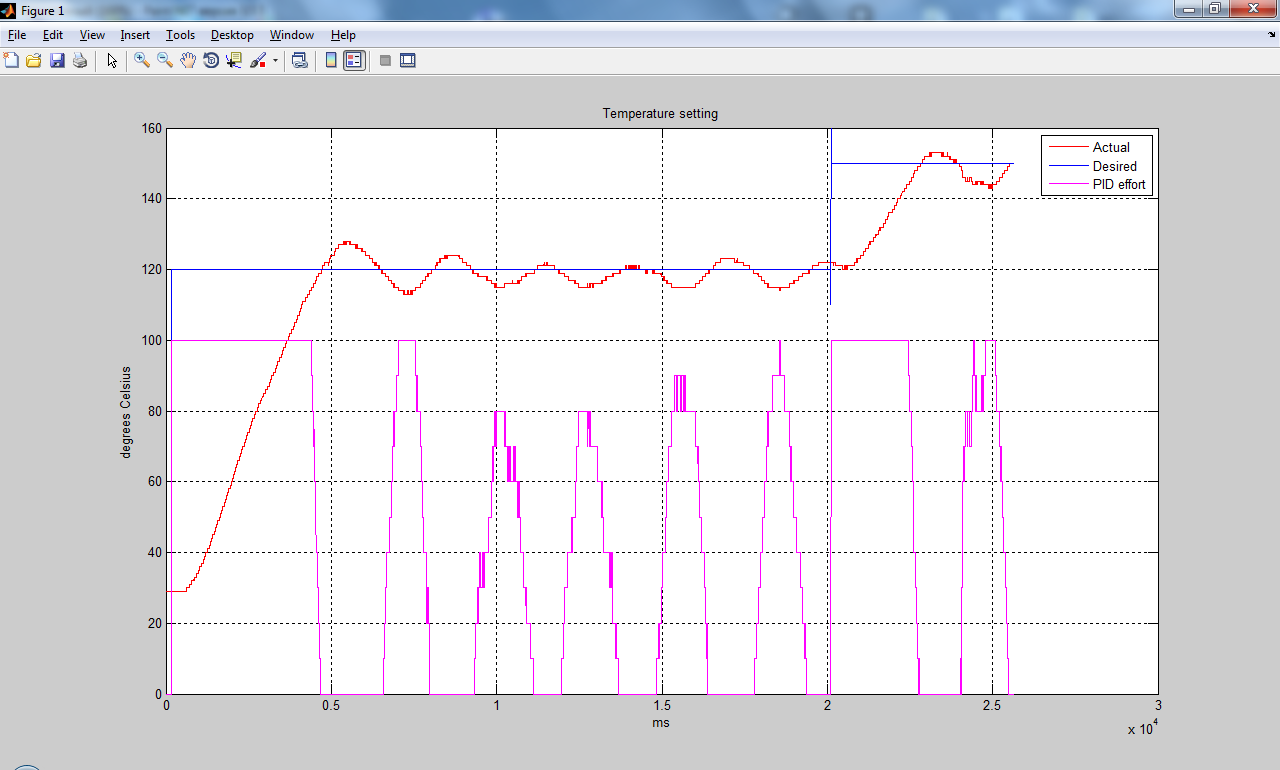 Figure 1
File Edit View Insert Tools Desktop Window Help
Temperature setting
160
140
120
100
80
60
40
20
0
degrees Celsius
Actual
Desired
PID effort
0 0.5 1 1.5 2 2.5 3
ms
x 10^4